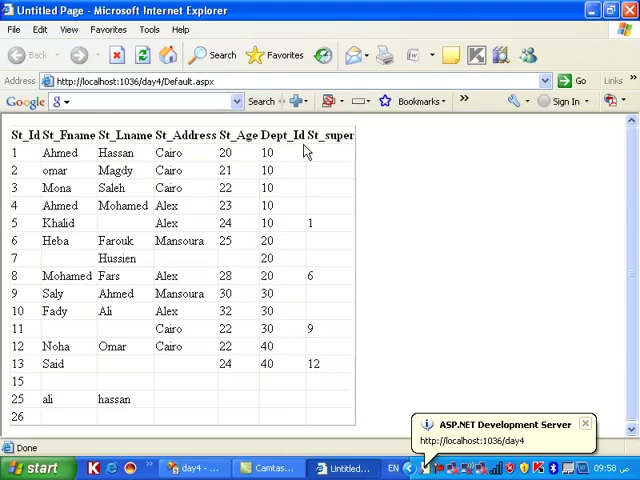 Untitled Page - Microsoft Internet Explorer
File Edit View Favorites Tools Help
Back Search Favorites
Address http://localhost:1036/day4/Default.aspx Go Links
Google Search Bookmarks Sign In
St_Id St_Fname St_Lname St_Address St_Age Dept_Id St_super
1 Ahmed Hassan Cairo 20 10
2 omar Magdy Cairo 21 10
3 Mona Saleh Cairo 22 10
4 Ahmed Mohamed Alex 23 10
5 Khalid Alex 24 10 1
6 Heba Farouk Mansoura 25 20
7 Hussien 20
8 Mohamed Fars Alex 28 20 6
9 Saly Ahmed Mansoura 30 30
10 Fady Ali Alex 32 30
11 Cairo 22 30 9
12 Noha Omar Cairo 22 40
13 Said 24 40 12
15
25 ali hassan
26
ASP.NET Development Server
http://localhost:1036/day4
Done
start day4 - ... Camtas... Untitled... EN 09:58 ص